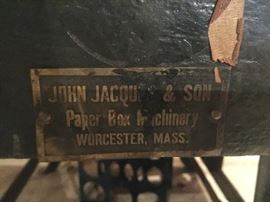 JOHN JACQUES & SON
Paper Box Machinery
WORCESTER, MASS.